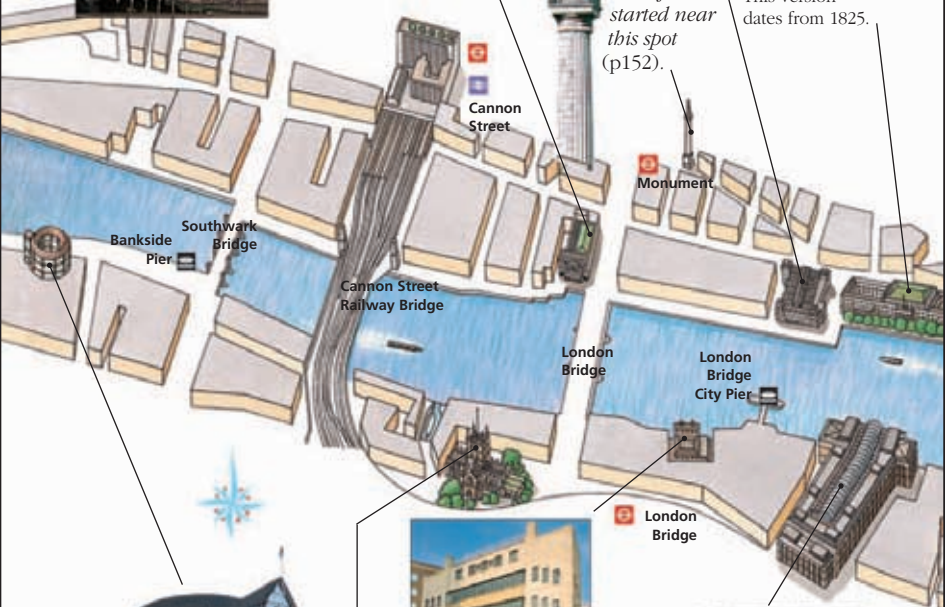 started near
this spot
(p152).
This version
dates from 1825.
Cannon
Street
Monument
Southwark
Bridge
Bankside
Pier
Cannon Street
Railway Bridge
London
Bridge
London
Bridge
City Pier
London
Bridge